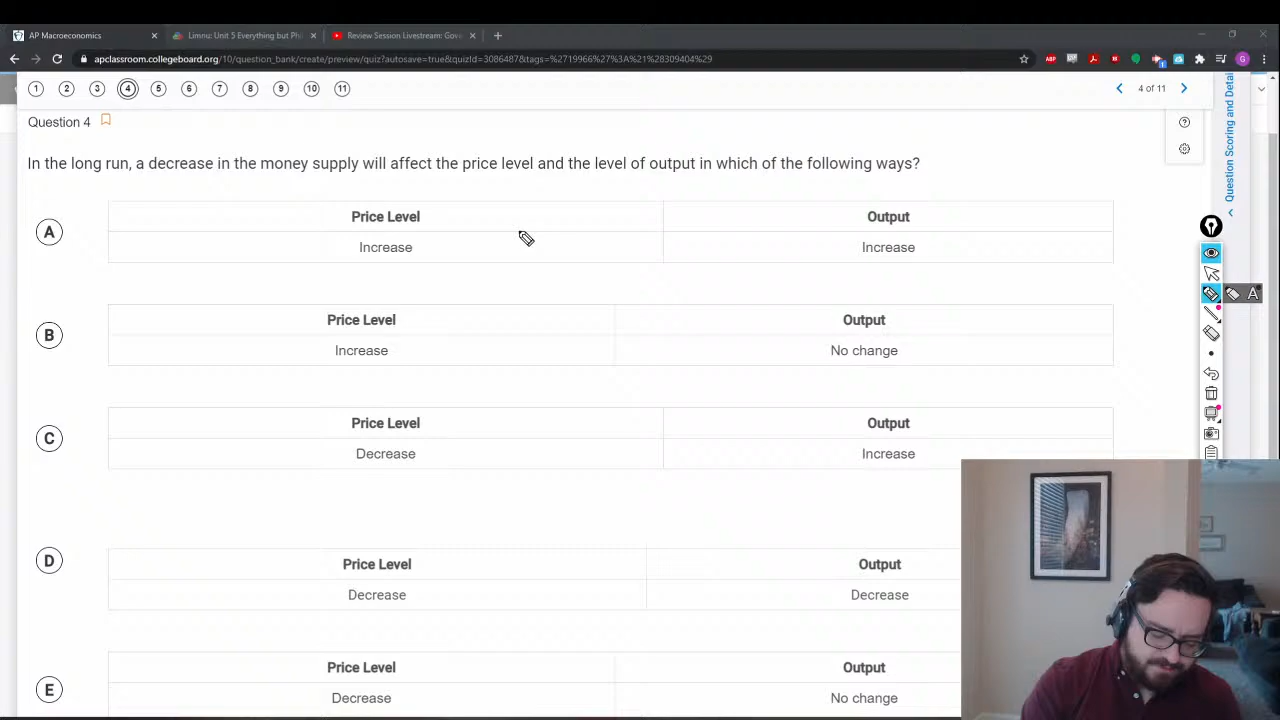 AP Macroeconomics
Limnu: Unit 5 Everything but Ph
Review Session Livestream: Gov
apclassroom.collegeboard.org/10/question_bank/create/preview/quiz?autosave=true&quizId=3086487&tags=%2719966%27%3A%21%28309404%29
ABP
G
1 2 3 4 5 6 7 8 9 10 11
4 of 11
Question 4
Question Scoring and Detai
In the long run, a decrease in the money supply will affect the price level and the level of output in which of the following ways?
A
Price Level Output
Increase Increase
A
B
Price Level Output
Increase No change
C
Price Level Output
Decrease Increase
D
Price Level Output
Decrease Decrease
E
Price Level Output
Decrease No change